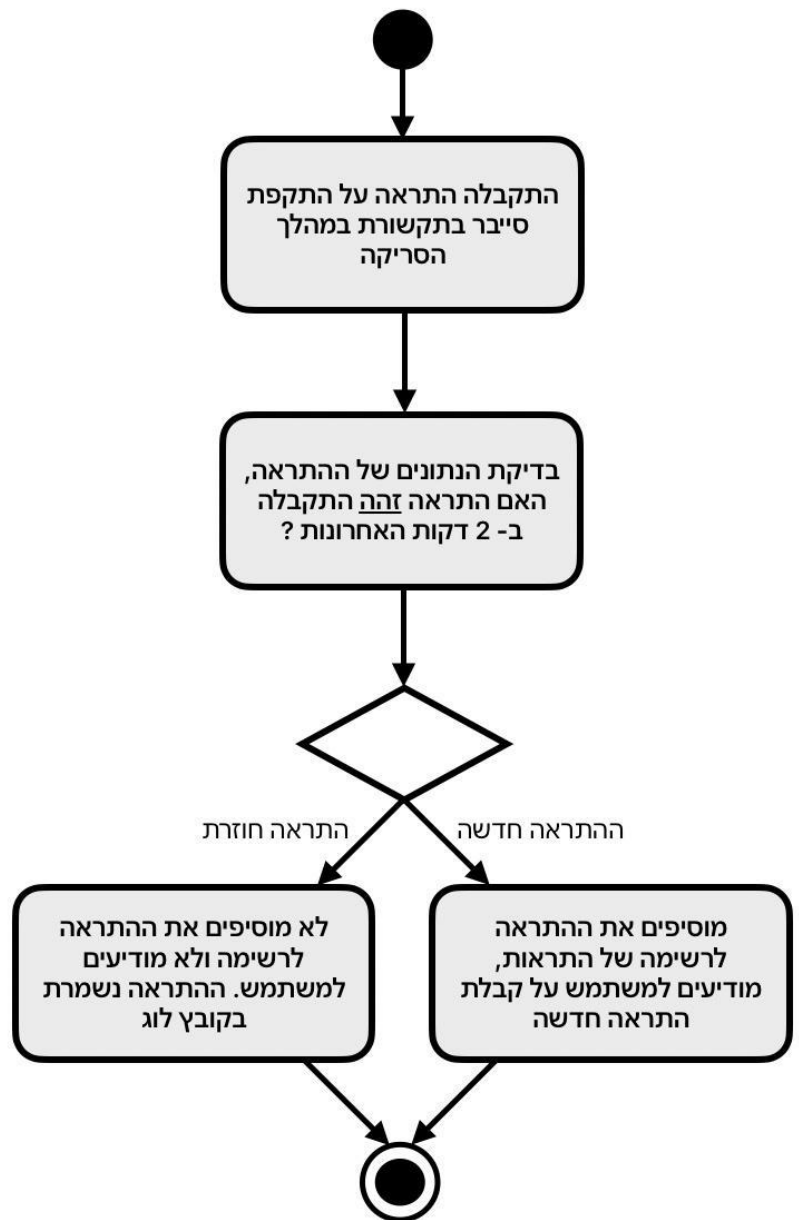 התקבלה התראה על התקפת
סייבר בתקשורת במהלך
הסריקה
בדיקת הנתונים של ההתראה,
האם התראה זהה התקבלה
ב- 2 דקות האחרונות ?
ההתראה חדשה
התראה חוזרת
מוסיפים את ההתראה
לרשימה של התראות,
מודיעים למשתמש על קבלת
התראה חדשה
לא מוסיפים את ההתראה
לרשימה ולא מודיעים
למשתמש. ההתראה נשמרת
בקובץ לוג